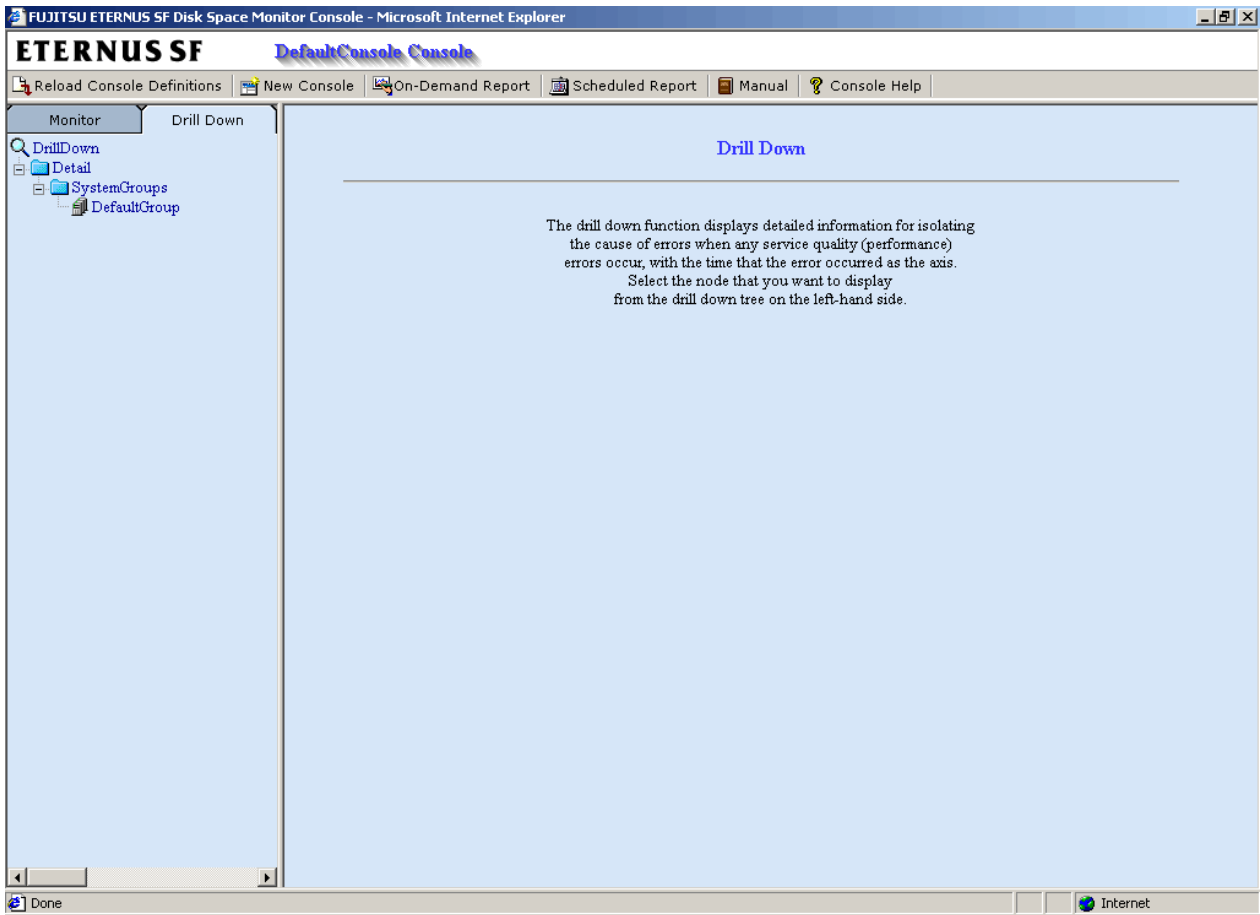 FUJITSU ETERNUS SF Disk Space Monitor Console - Microsoft Internet Explorer
ETERNUS SF DefaultConsole Console
Reload Console Definitions New Console On-Demand Report Scheduled Report Manual Console Help
Monitor Drill Down
DrillDown
Detail
SystemGroups
DefaultGroup
Drill Down
The drill down function displays detailed information for isolating
the cause of errors when any service quality (performance)
errors occur, with the time that the error occurred as the axis.
Select the node that you want to display
from the drill down tree on the left-hand side.
Done Internet